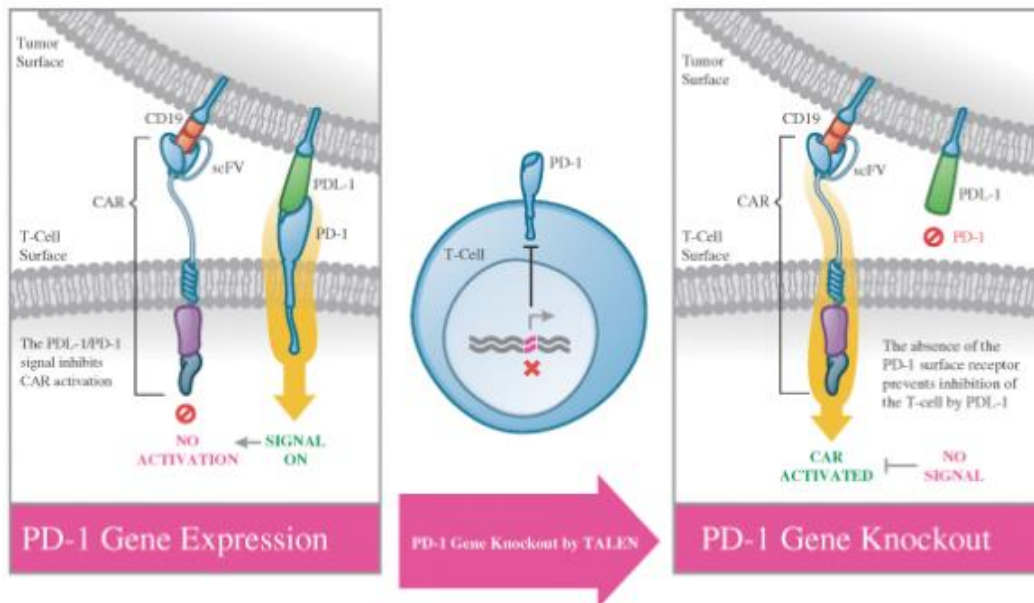 Tumor
Surface
CD19
scFV
CAR
PDL-1
T-Cell
Surface
PD-1
The PDL-1/PD-1
signal inhibits
CAR activation
NO
ACTIVATION
SIGNAL
ON
PD-1 Gene Expression
PD-1
T-Cell
PD-1 Gene Knockout by TALEN
Tumor
Surface
CD19
scFV
CAR
PDL-1
T-Cell
Surface
PD-1
The absence of the
PD-1 surface receptor
prevents inhibition of
the T-cell by PDL-1
CAR
ACTIVATED
NO
SIGNAL
PD-1 Gene Knockout